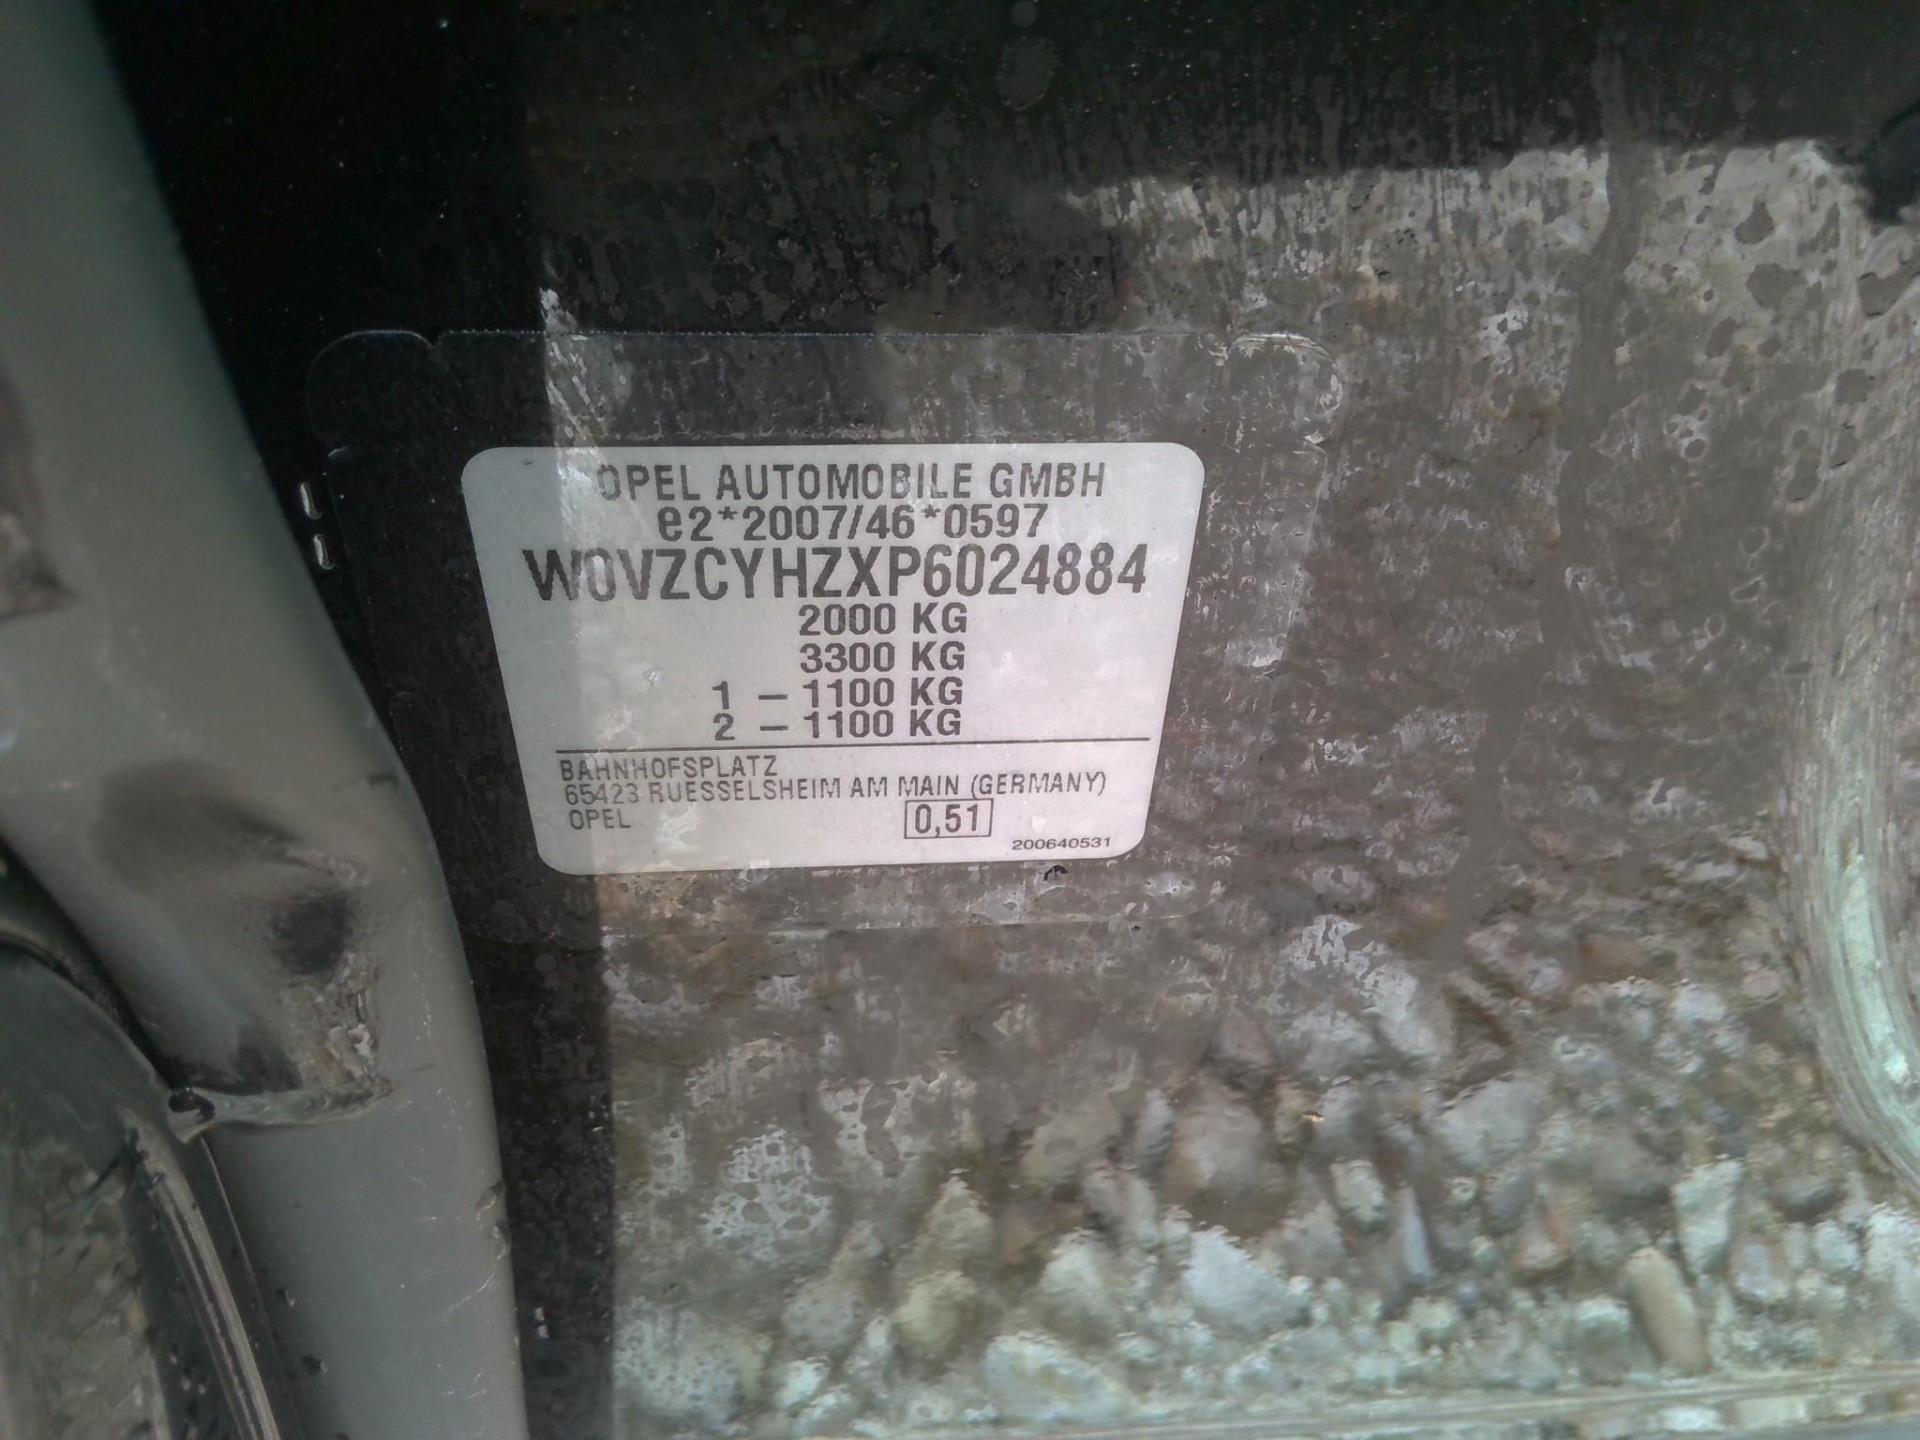 OPEL AUTOMOBILE GMBH
e2*2007/46*0597
W0VZCYHZXP6024884
2000 KG
3300 KG
1 – 1100 KG
2 – 1100 KG
BAHNHOFSPLATZ
65423 RUESSELSHEIM AM MAIN (GERMANY)
OPEL 0,51
200640531